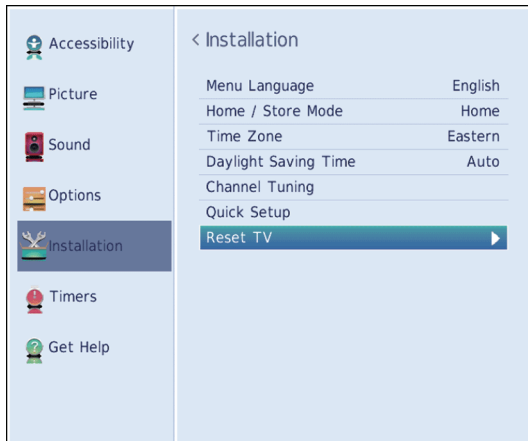 Accessibility
Picture
Sound
Options
Installation
Timers
Get Help
< Installation
Menu Language English
Home / Store Mode Home
Time Zone Eastern
Daylight Saving Time Auto
Channel Tuning
Quick Setup
Reset TV